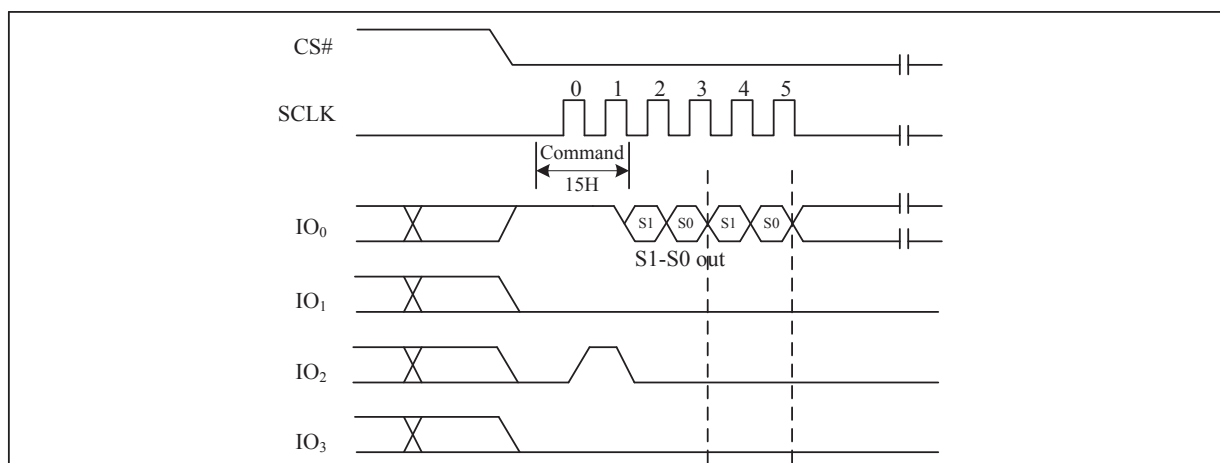 CS#
0 1 2 3 4 5
SCLK
Command
15H
IO0
S1 S0 S1 S0
S1-S0 out
IO1
IO2
IO3